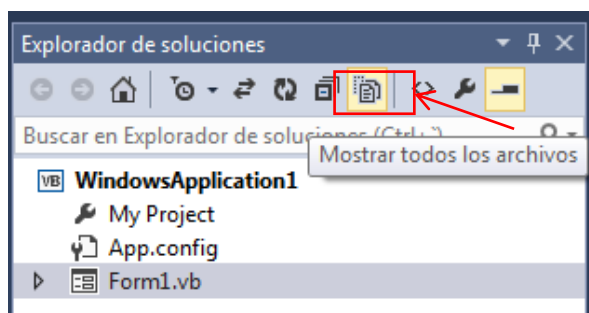 Explorador de soluciones
Buscar en Explorador de soluciones (Ctrl+`)
Mostrar todos los archivos
VB WindowsApplication1
My Project
App.config
Form1.vb